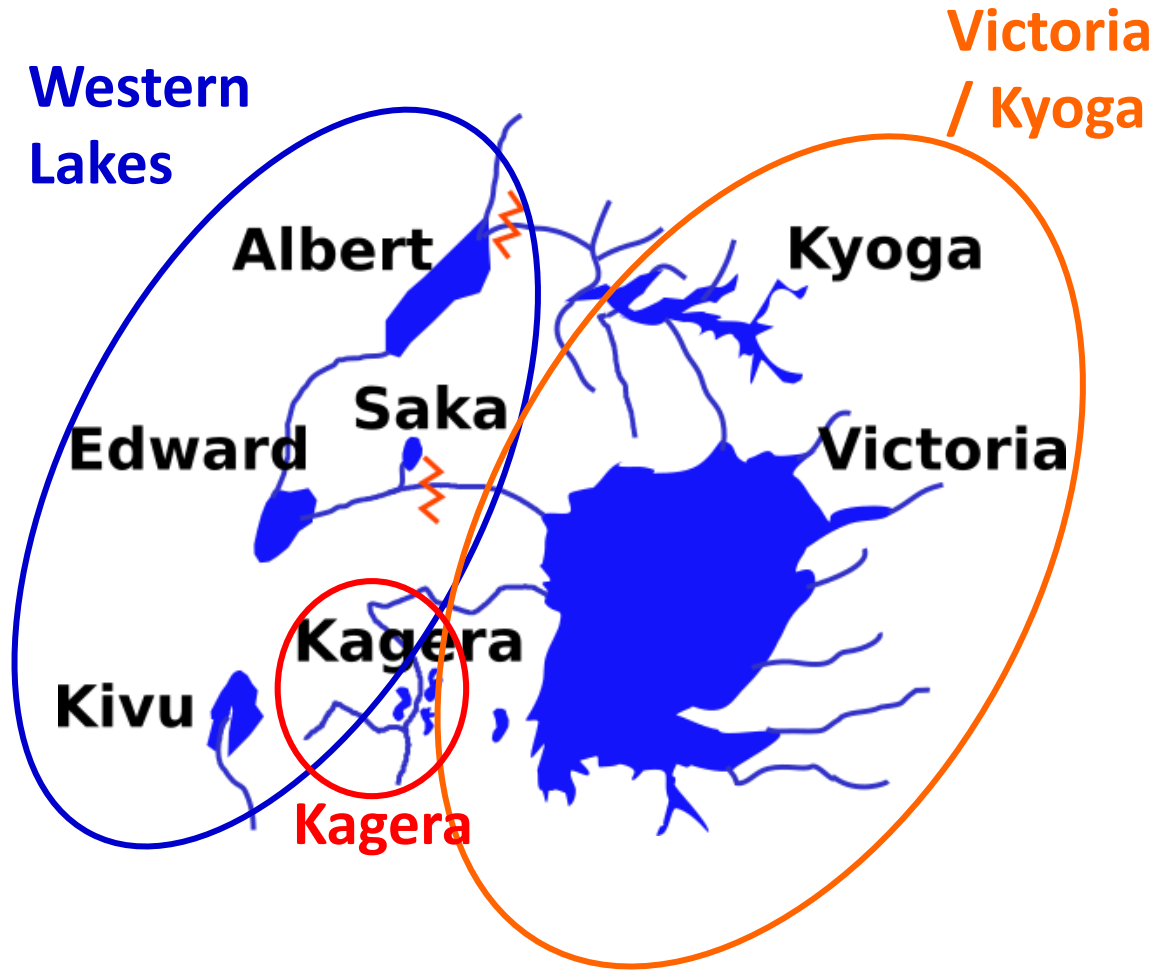 Victoria
/ Kyoga
Western
Lakes
Albert
Kyoga
Saka
Edward
Victoria
Kagera
Kivu
Kagera